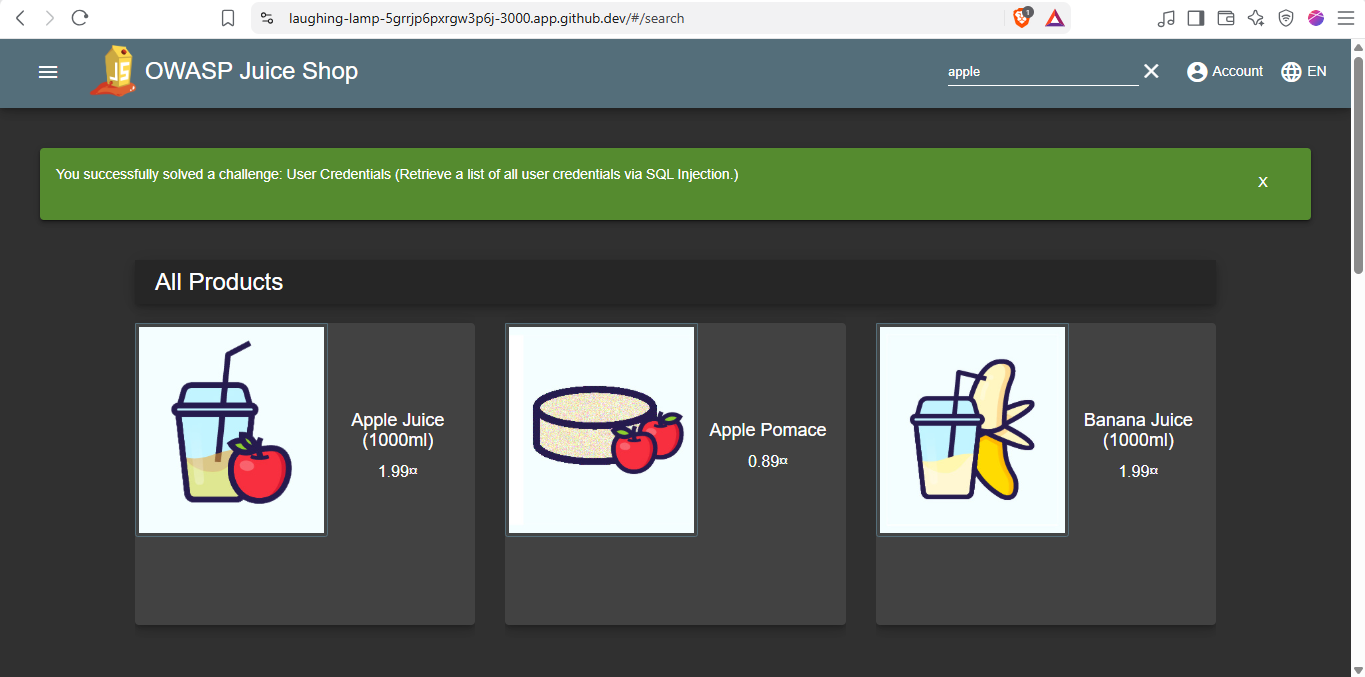 laughing-lamp-5grrjp6pxrgw3p6j-3000.app.github.dev/#/search
1
JS
OWASP Juice Shop
apple
Account
EN
You successfully solved a challenge: User Credentials (Retrieve a list of all user credentials via SQL Injection.)
X
All Products
Apple Juice
(1000ml)
1.99¤
Apple Pomace
0.89¤
Banana Juice
(1000ml)
1.99¤